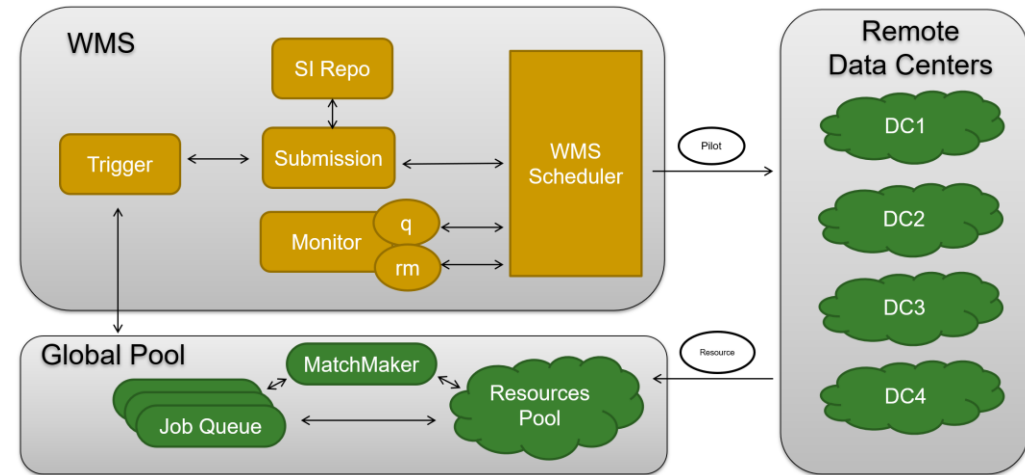 WMS
SI Repo
Trigger
Submission
WMS
Scheduler
Monitor
q
rm
Pilot
Remote
Data Centers
DC1
DC2
DC3
DC4
Global Pool
MatchMaker
Job Queue
Resources
Pool
Resource